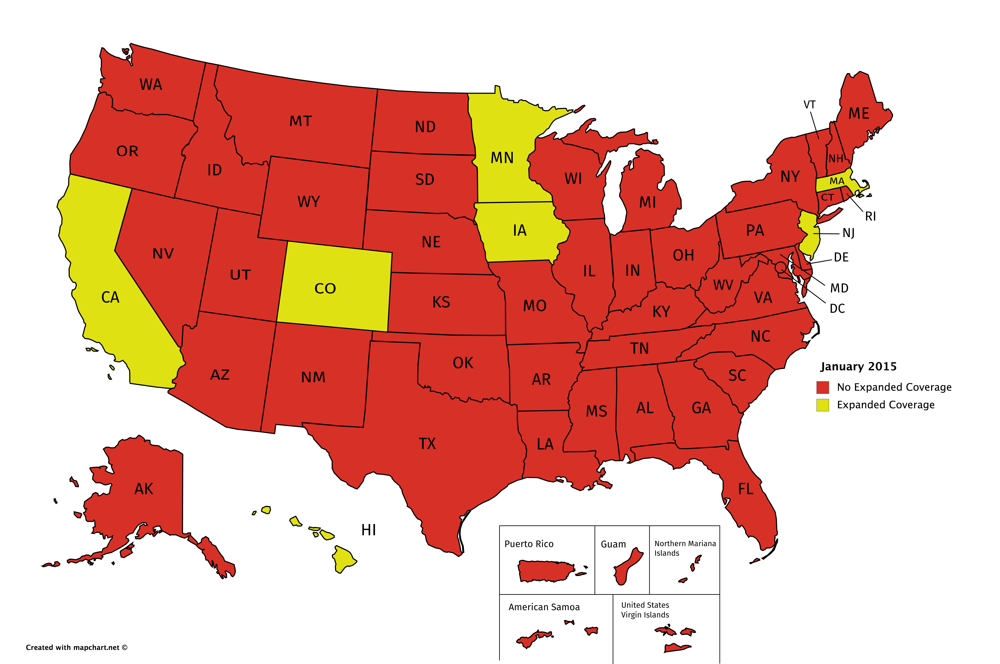 WA
OR
ID
MT
ND
MN
SD
WY
NE
IA
WI
MI
VT
ME
NH
NY
MA
CT
RI
NJ
PA
DE
MD
DC
NV
UT
CO
CA
KS
MO
IL
IN
OH
WV
VA
KY
NC
TN
SC
AZ
NM
OK
AR
MS
AL
GA
TX
LA
FL
AK
HI
January 2015
No Expanded Coverage
Expanded Coverage
Puerto Rico
Guam
Northern Mariana
Islands
American Samoa
United States
Virgin Islands
Created with mapchart.net ©